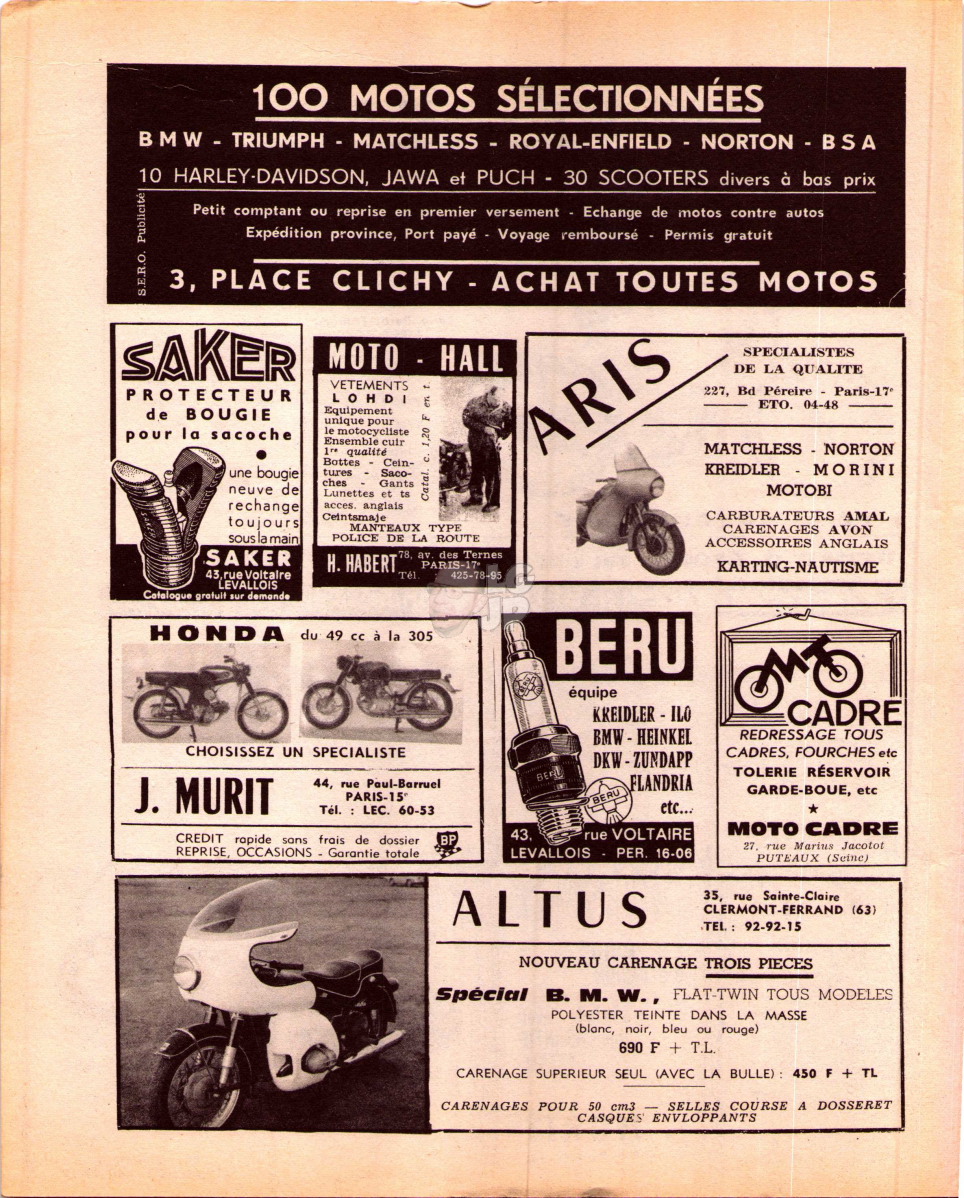 100 MOTOS SÉLECTIONNÉES
BMW - TRIUMPH - MATCHLESS - ROYAL-ENFIELD - NORTON - BSA
10 HARLEY-DAVIDSON, JAWA et PUCH - 30 SCOOTERS divers à bas prix
Petit comptant ou reprise en premier versement - Echange de motos contre autos
Expédition province, Port payé - Voyage remboursé - Permis gratuit
3, PLACE CLICHY - ACHAT TOUTES MOTOS
S.E.R.O. Publicité
SAKER
PROTECTEUR
de BOUGIE
pour la sacoche
une bougie
neuve de
rechange
toujours
sous la main
SAKER
43, rue Voltaire
LEVALLOIS
Catalogue gratuit sur demande
MOTO - HALL
VETEMENTS
LOHDI
Equipement
unique pour
le motocycliste
Ensemble cuir
1re qualité
Bottes - Cein-
tures - Saco-
ches - Gants
Lunettes et ts
acces. anglais
Ceintsmaje
MANTEAUX TYPE
POLICE DE LA ROUTE
Catal. c. 1,20 F en t.
H. HABERT
78, av. des Ternes
PARIS-17e
Tél. 425-78-95
ARIS
SPECIALISTES
DE LA QUALITE
227, Bd Péreire - Paris-17e
ETO. 04-48
MATCHLESS - NORTON
KREIDLER - MORINI
MOTOBI
CARBURATEURS AMAL
CARENAGES AVON
ACCESSOIRES ANGLAIS
KARTING-NAUTISME
LG
JP
HONDA du 49 cc à la 305
CHOISISSEZ UN SPECIALISTE
J. MURIT
44, rue Paul-Barruel
PARIS-15e
Tél. : LEC. 60-53
CREDIT rapide sans frais de dossier
REPRISE, OCCASIONS - Garantie totale
BP
BERU
équipe
KREIDLER - ILO
BMW - HEINKEL
DKW - ZUNDAPP
FLANDRIA
etc...
BERU
BERU
43, rue VOLTAIRE
LEVALLOIS - PER. 16-06
MOTO
CADRE
REDRESSAGE TOUS
CADRES, FOURCHES etc
TOLERIE RÉSERVOIR
GARDE-BOUE, etc
MOTO CADRE
27, rue Marius Jacotot
PUTEAUX (Seine)
ALTUS
35, rue Sainte-Claire
CLERMONT-FERRAND (63)
TEL : 92-92-15
NOUVEAU CARENAGE TROIS PIECES
Spécial B. M. W., FLAT-TWIN TOUS MODELES
POLYESTER TEINTE DANS LA MASSE
(blanc, noir, bleu ou rouge)
690 F + T.L.
CARENAGE SUPERIEUR SEUL (AVEC LA BULLE) : 450 F + TL
CARENAGES POUR 50 cm3 — SELLES COURSE A DOSSERET
CASQUES ENVLOPPANTS